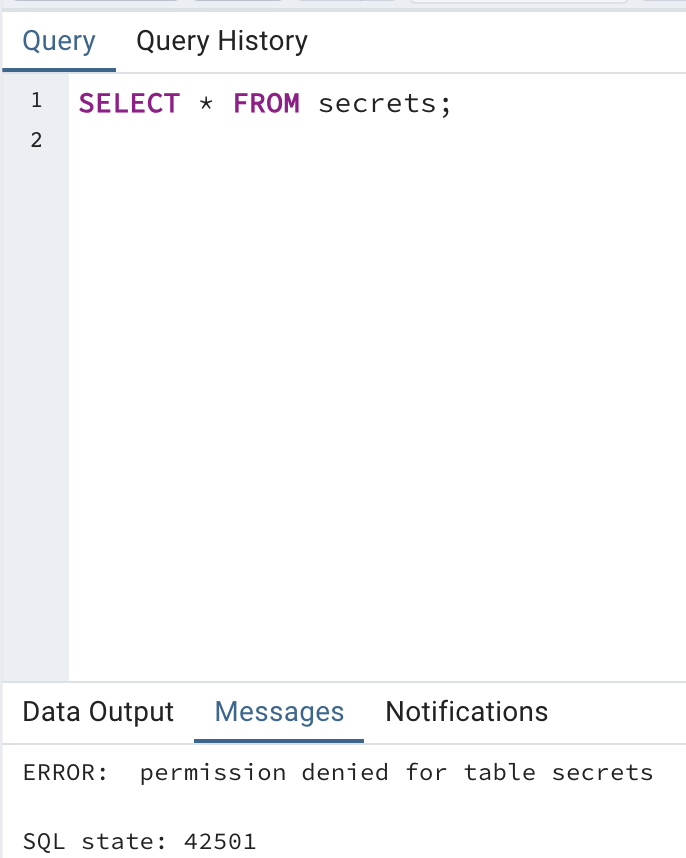 Query Query History
1 SELECT * FROM secrets;
2
Data Output Messages Notifications
ERROR:  permission denied for table secrets
SQL state: 42501